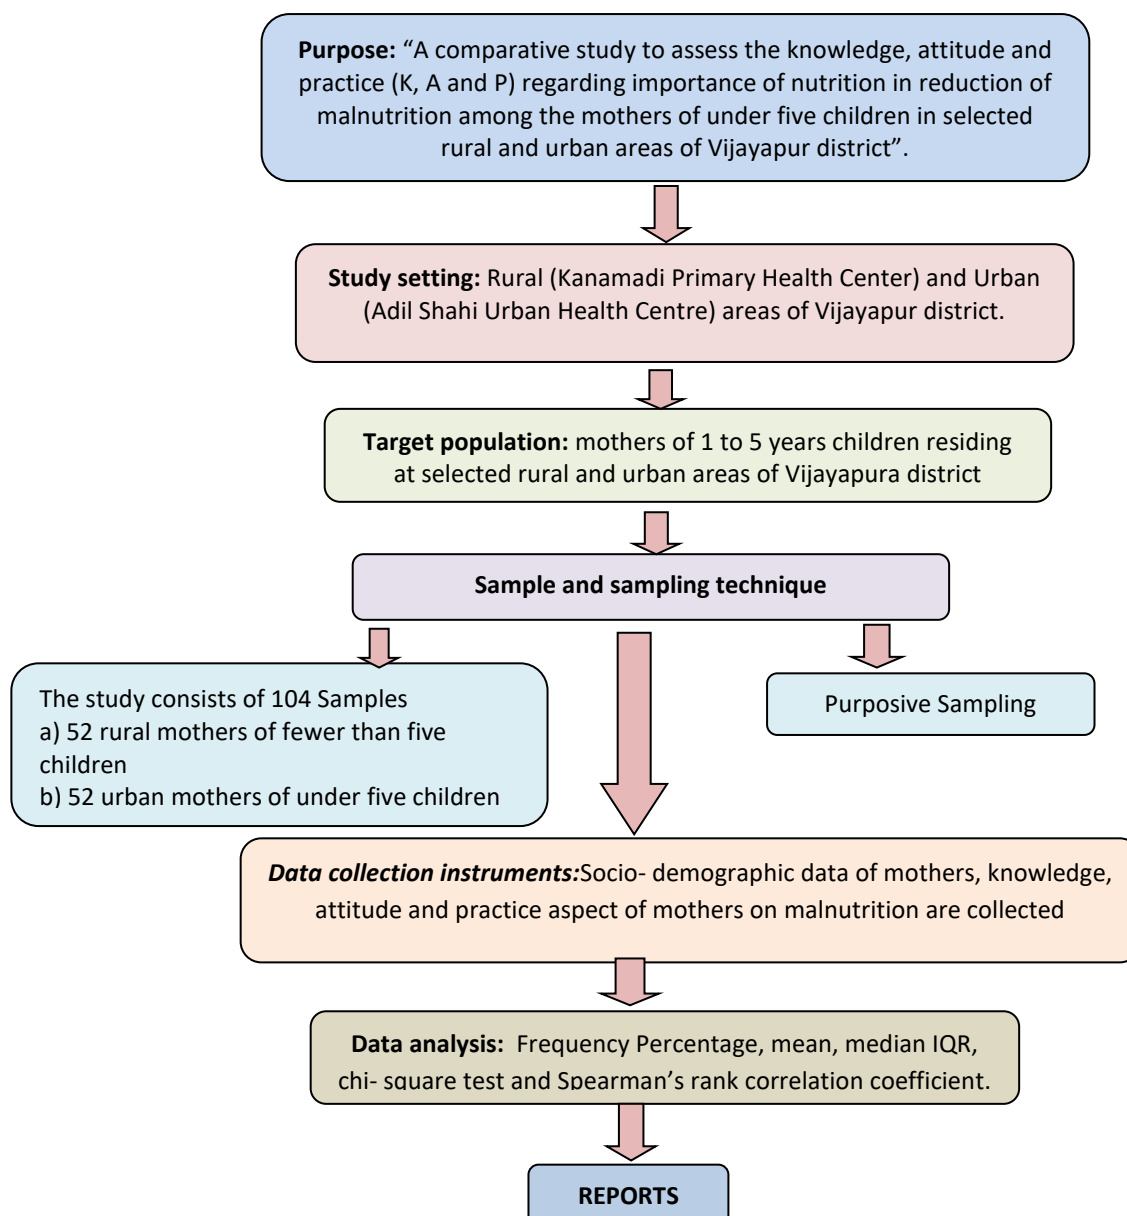 Purpose: “A comparative study to assess the knowledge, attitude and
practice (K, A and P) regarding importance of nutrition in reduction of
malnutrition among the mothers of under five children in selected
rural and urban areas of Vijayapur district”.
Study setting: Rural (Kanamadi Primary Health Center) and Urban
(Adil Shahi Urban Health Centre) areas of Vijayapur district.
Target population: mothers of 1 to 5 years children residing
at selected rural and urban areas of Vijayapura district
Sample and sampling technique
The study consists of 104 Samples
a) 52 rural mothers of fewer than five
children
b) 52 urban mothers of under five children
Purposive Sampling
Data collection instruments:Socio- demographic data of mothers, knowledge,
attitude and practice aspect of mothers on malnutrition are collected
Data analysis: Frequency Percentage, mean, median IQR,
chi- square test and Spearman’s rank correlation coefficient.
REPORTS